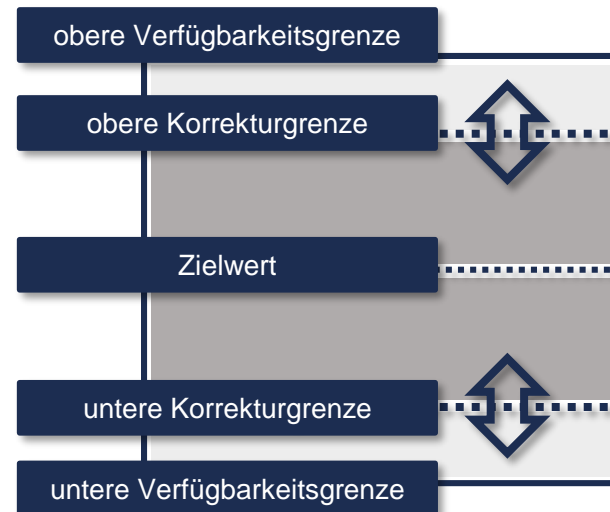 obere Verfügbarkeitsgrenze
obere Korrekturgrenze
Zielwert
untere Korrekturgrenze
untere Verfügbarkeitsgrenze